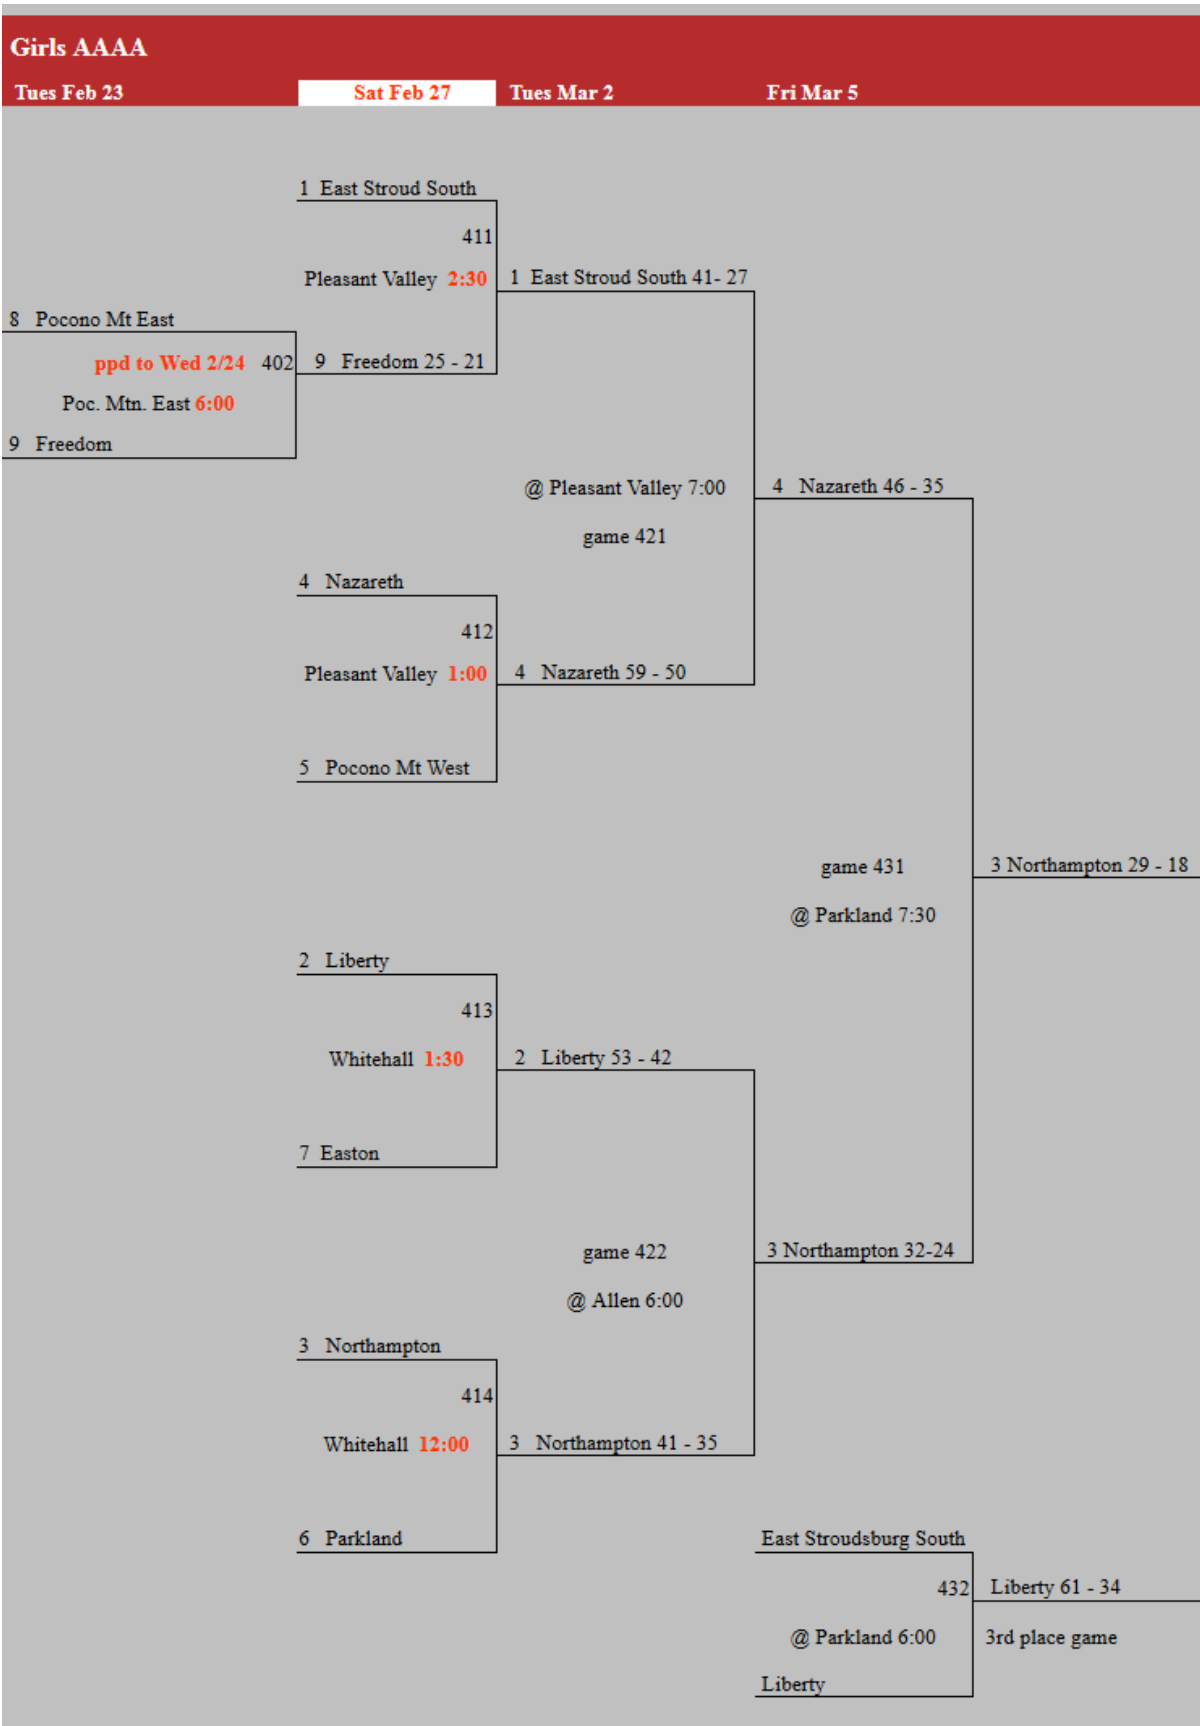 Girls AAAA
Tues Feb 23 Sat Feb 27 Tues Mar 2 Fri Mar 5
1 East Stroud South
411
Pleasant Valley 2:30 1 East Stroud South 41- 27
8 Pocono Mt East
ppd to Wed 2/24 402 9 Freedom 25 - 21
Poc. Mtn. East 6:00
9 Freedom
@ Pleasant Valley 7:00 4 Nazareth 46 - 35
game 421
4 Nazareth
412
Pleasant Valley 1:00 4 Nazareth 59 - 50
5 Pocono Mt West
game 431 3 Northampton 29 - 18
@ Parkland 7:30
2 Liberty
413
Whitehall 1:30 2 Liberty 53 - 42
7 Easton
game 422 3 Northampton 32-24
@ Allen 6:00
3 Northampton
414
Whitehall 12:00 3 Northampton 41 - 35
6 Parkland East Stroudsburg South
432 Liberty 61 - 34
@ Parkland 6:00 3rd place game
Liberty